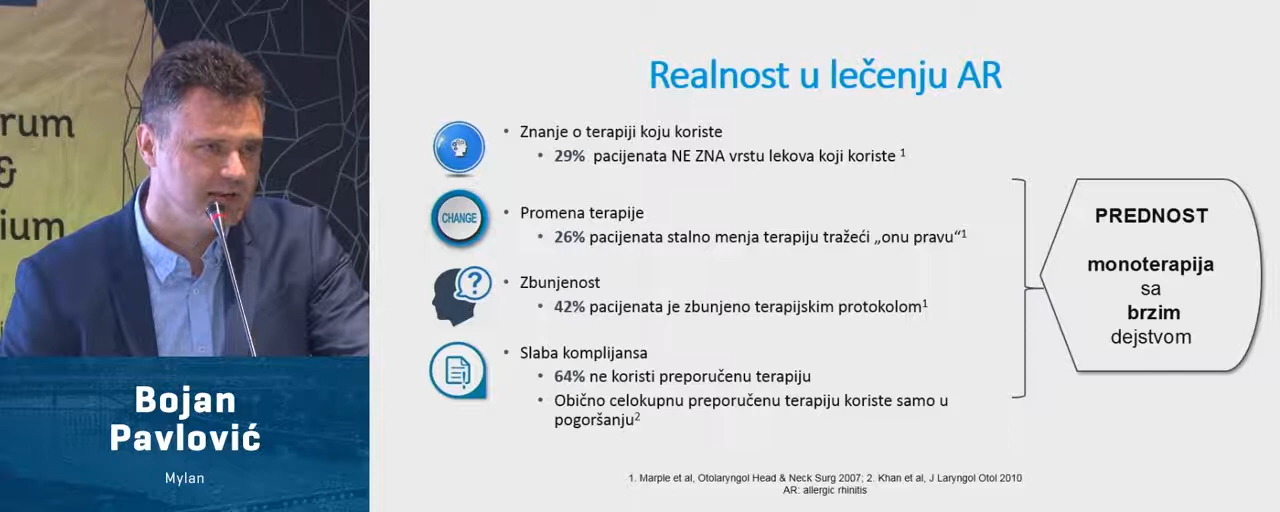 rum
&
ium
Bojan
Pavlović
Mylan
Realnost u lečenju AR
• Znanje o terapiji koju koriste
• 29% pacijenata NE ZNA vrstu lekova koji koriste 1
CHANGE
• Promena terapije
• 26% pacijenata stalno menja terapiju tražeći „onu pravu“1
?
• Zbunjenost
• 42% pacijenata je zbunjeno terapijskim protokolom1
• Slaba komplijansa
• 64% ne koristi preporučenu terapiju
• Obično celokupnu preporučenu terapiju koriste samo u
pogoršanju2
PREDNOST
monoterapija
sa
brzim
dejstvom
1. Marple et al, Otolaryngol Head & Neck Surg 2007; 2. Khan et al, J Laryngol Otol 2010
AR: allergic rhinitis